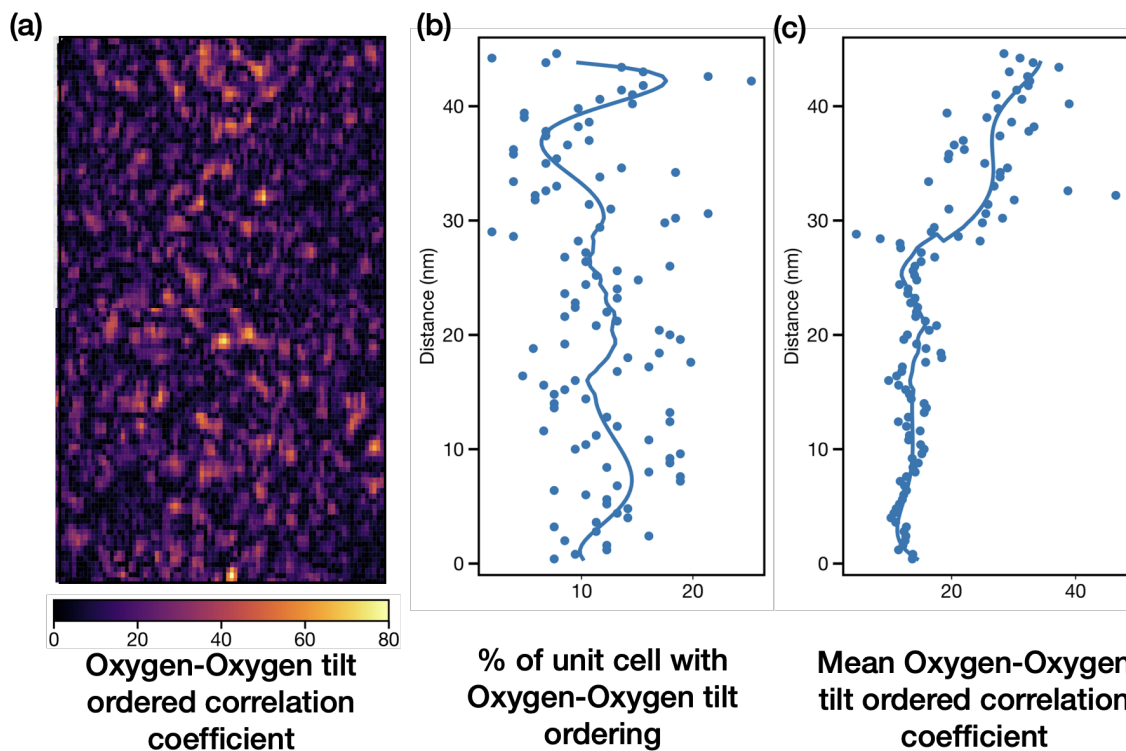 (a)
0 20 40 60 80
Oxygen-Oxygen tilt
ordered correlation
coefficient
(b)
Distance (nm)
40
30
20
10
0
10 20
% of unit cell with
Oxygen-Oxygen tilt
ordering
(c)
Distance (nm)
40
30
20
10
0
20 40
Mean Oxygen-Oxygen
tilt ordered correlation
coefficient